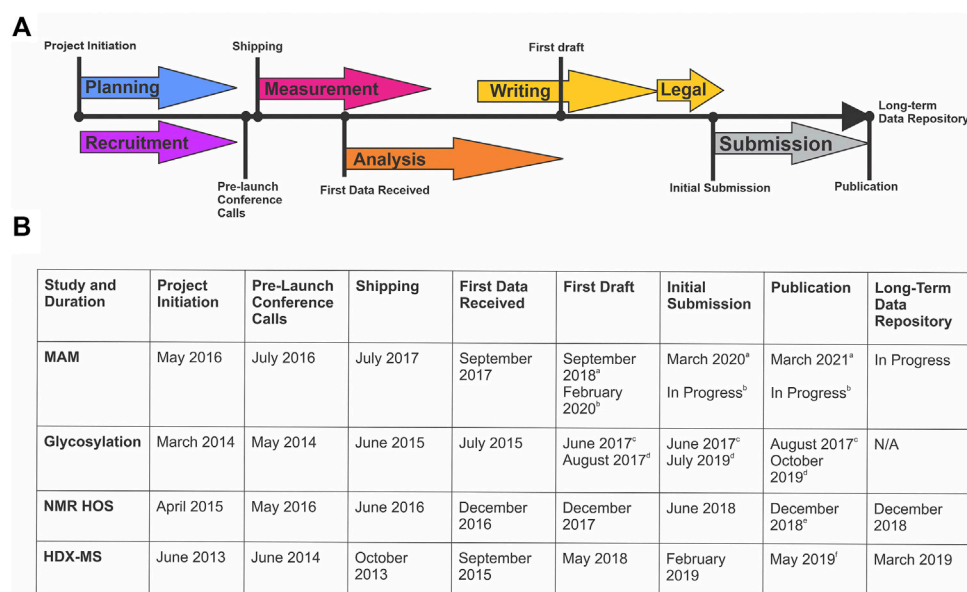 A
Project Initiation
Shipping
First draft
Planning
Measurement
Writing
Legal
Long-term
Data Repository
Recruitment
Analysis
Submission
Pre-launch
Conference
Calls
First Data Received
Initial Submission
Publication
B
Study and Duration | Project Initiation | Pre-Launch Conference Calls | Shipping | First Data Received | First Draft | Initial Submission | Publication | Long-Term Data Repository
MAM | May 2016 | July 2016 | July 2017 | September 2017 | September 2018ᵃ February 2020ᵇ | March 2020ᵃ In Progressᵇ | March 2021ᵃ In Progressᵇ | In Progress
Glycosylation | March 2014 | May 2014 | June 2015 | July 2015 | June 2017ᶜ August 2017ᵈ | June 2017ᶜ July 2019ᵈ | August 2017ᶜ October 2019ᵈ | N/A
NMR HOS | April 2015 | May 2016 | June 2016 | December 2016 | December 2017 | June 2018 | December 2018ᵉ | December 2018
HDX-MS | June 2013 | June 2014 | October 2013 | September 2015 | May 2018 | February 2019 | May 2019ᶠ | March 2019